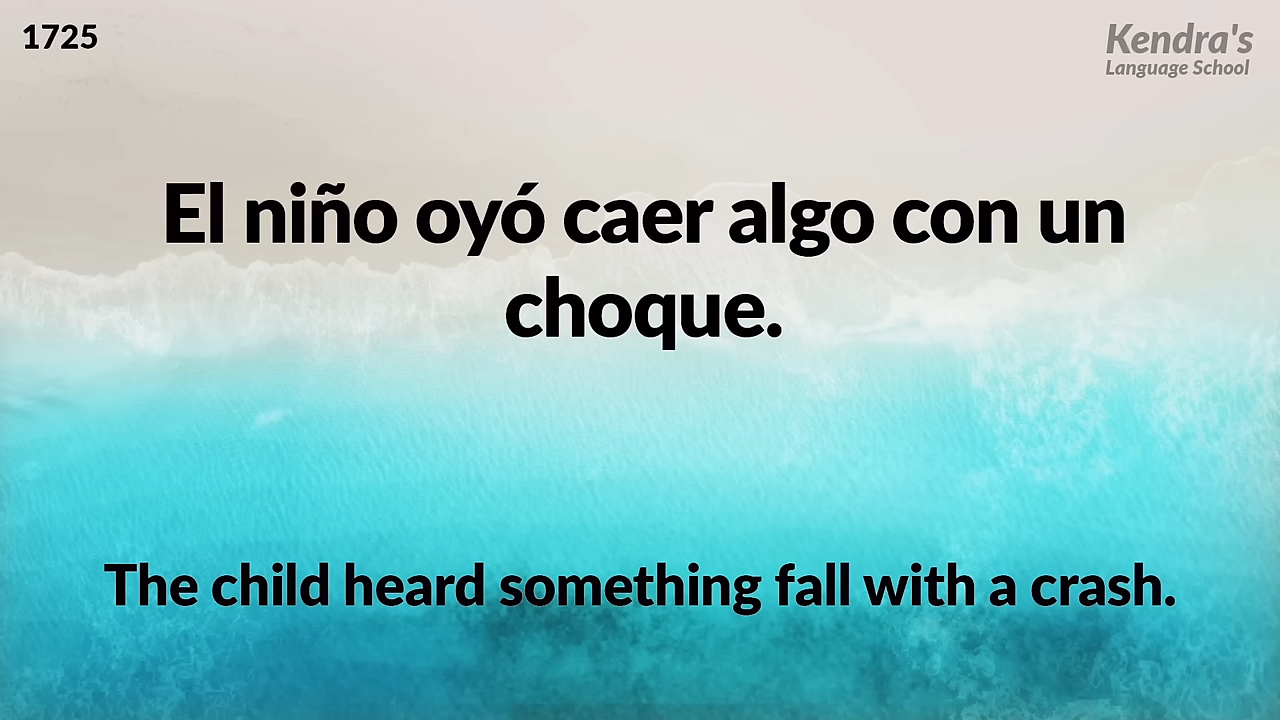 1725
Kendra's
Language School
El niño oyó caer algo con un
choque.
The child heard something fall with a crash.